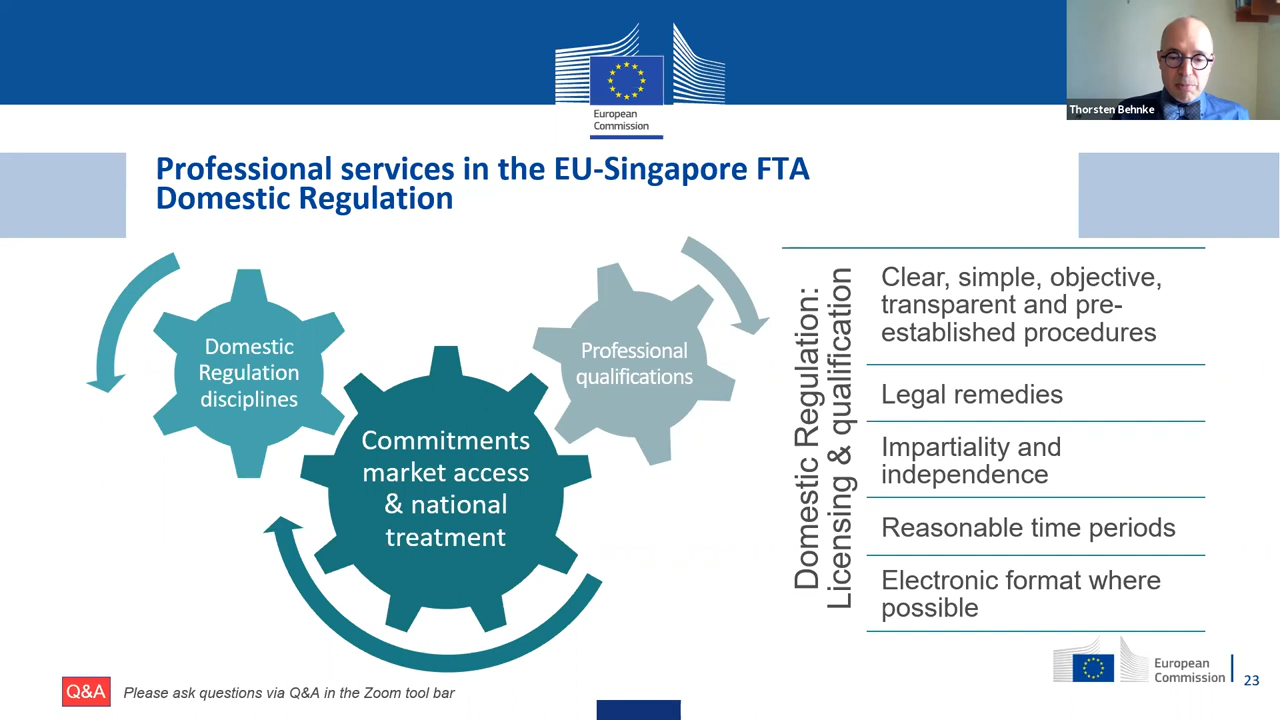 European
Commission
Thorsten Behnke
Professional services in the EU-Singapore FTA
Domestic Regulation
Domestic
Regulation
disciplines
Commitments
market access
& national
treatment
Professional
qualifications
Domestic Regulation:
Licensing & qualification
Clear, simple, objective,
transparent and pre-
established procedures
Legal remedies
Impartiality and
independence
Reasonable time periods
Electronic format where
possible
Q&A
Please ask questions via Q&A in the Zoom tool bar
European
Commission
23